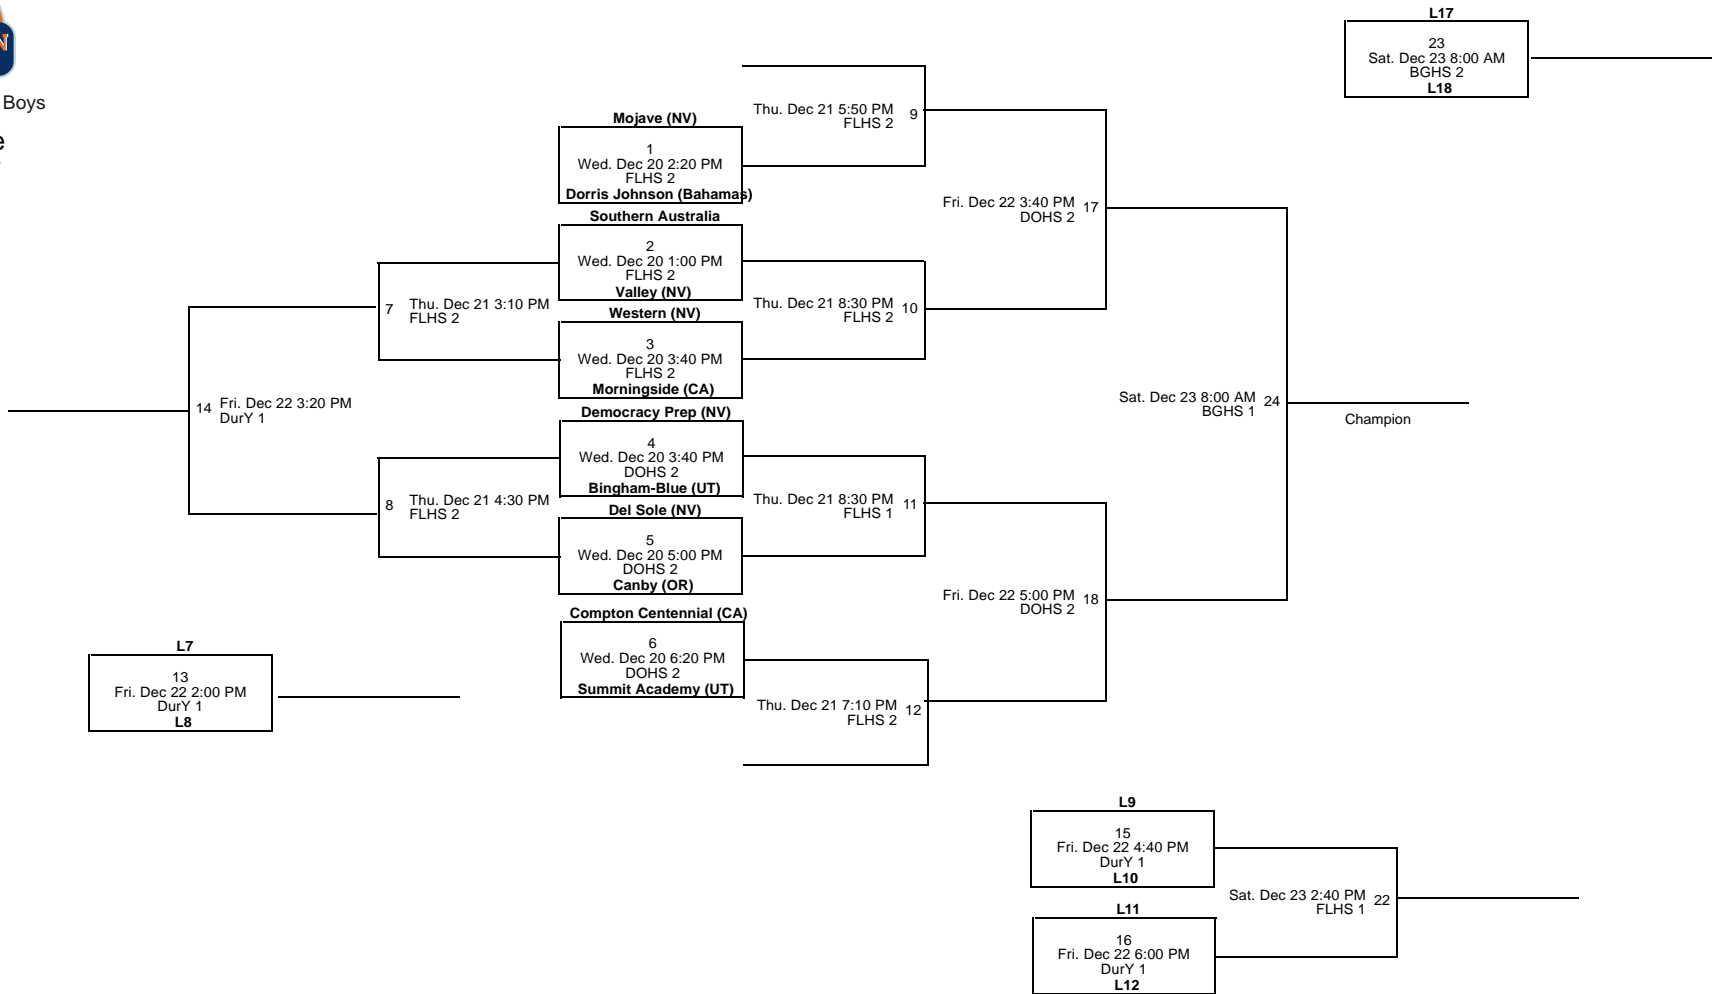 L17
23
Sat. Dec 23 8:00 AM
BGHS 2
L18
Boys
Thu. Dec 21 5:50 PM
FLHS 2
9
Mojave (NV)
1
Wed. Dec 20 2:20 PM
FLHS 2
Dorris Johnson (Bahamas)
Fri. Dec 22 3:40 PM
DOHS 2
17
Southern Australia
2
Wed. Dec 20 1:00 PM
FLHS 2
Valley (NV)
7
Thu. Dec 21 3:10 PM
FLHS 2
Thu. Dec 21 8:30 PM
FLHS 2
10
Western (NV)
3
Wed. Dec 20 3:40 PM
FLHS 2
Morningside (CA)
14
Fri. Dec 22 3:20 PM
DurY 1
Sat. Dec 23 8:00 AM
BGHS 1
24
Champion
Democracy Prep (NV)
4
Wed. Dec 20 3:40 PM
DOHS 2
Bingham-Blue (UT)
8
Thu. Dec 21 4:30 PM
FLHS 2
Thu. Dec 21 8:30 PM
FLHS 1
11
Del Sole (NV)
5
Wed. Dec 20 5:00 PM
DOHS 2
Canby (OR)
Fri. Dec 22 5:00 PM
DOHS 2
18
Compton Centennial (CA)
6
Wed. Dec 20 6:20 PM
DOHS 2
Summit Academy (UT)
L7
13
Fri. Dec 22 2:00 PM
DurY 1
L8
Thu. Dec 21 7:10 PM
FLHS 2
12
L9
15
Fri. Dec 22 4:40 PM
DurY 1
L10
Sat. Dec 23 2:40 PM
FLHS 1
22
L11
16
Fri. Dec 22 6:00 PM
DurY 1
L12